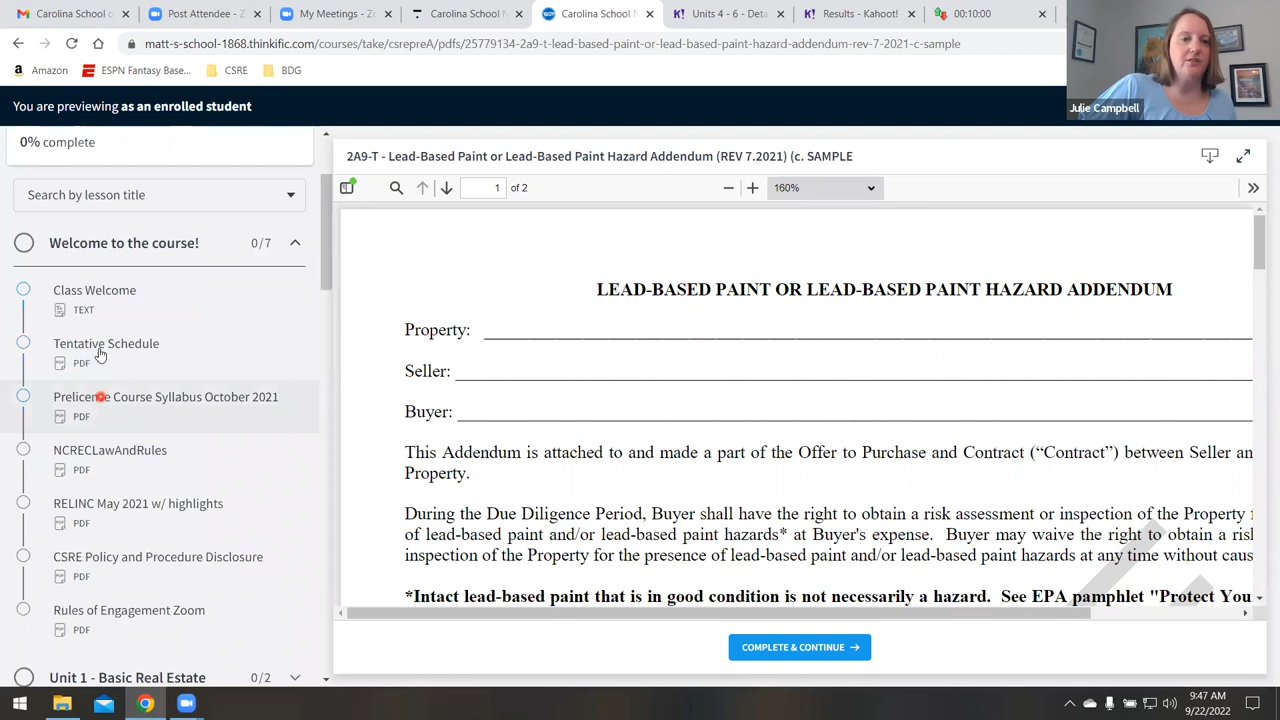 Gmail
Post Attendee - Z
My Meetings - Z
Carolina School
Carolina School
Units 4 - 6 - Deta
Results - Kahoot!
00:10:00
matt-s-school-1868.thinkific.com/courses/take/csrepreA/pdfs/25779134-2a9-t-lead-based-paint-or-lead-based-paint-hazard-addendum-rev-7-2021-c-sample
Amazon
ESPN Fantasy Base...
CSRE
BDG
Julie Campbell
You are previewing as an enrolled student
0% complete
Search by lesson title
Welcome to the course! 0/7
Class Welcome
TEXT
Tentative Schedule
PDF
Prelicense Course Syllabus October 2021
PDF
NCRECLawAndRules
PDF
RELINC May 2021 w/ highlights
PDF
CSRE Policy and Procedure Disclosure
PDF
Rules of Engagement Zoom
PDF
Unit 1 - Basic Real Estate 0/2
2A9-T - Lead-Based Paint or Lead-Based Paint Hazard Addendum (REV 7.2021) (c. SAMPLE
1 of 2
160%
LEAD-BASED PAINT OR LEAD-BASED PAINT HAZARD ADDENDUM
Property:
Seller:
Buyer:
This Addendum is attached to and made a part of the Offer to Purchase and Contract (“Contract”) between Seller an
Property.
During the Due Diligence Period, Buyer shall have the right to obtain a risk assessment or inspection of the Property
of lead-based paint and/or lead-based paint hazards* at Buyer's expense. Buyer may waive the right to obtain a ris
inspection of the Property for the presence of lead-based paint and/or lead-based paint hazards at any time without caus
*Intact lead-based paint that is in good condition is not necessarily a hazard. See EPA pamphlet "Protect You
COMPLETE & CONTINUE
9:47 AM
9/22/2022